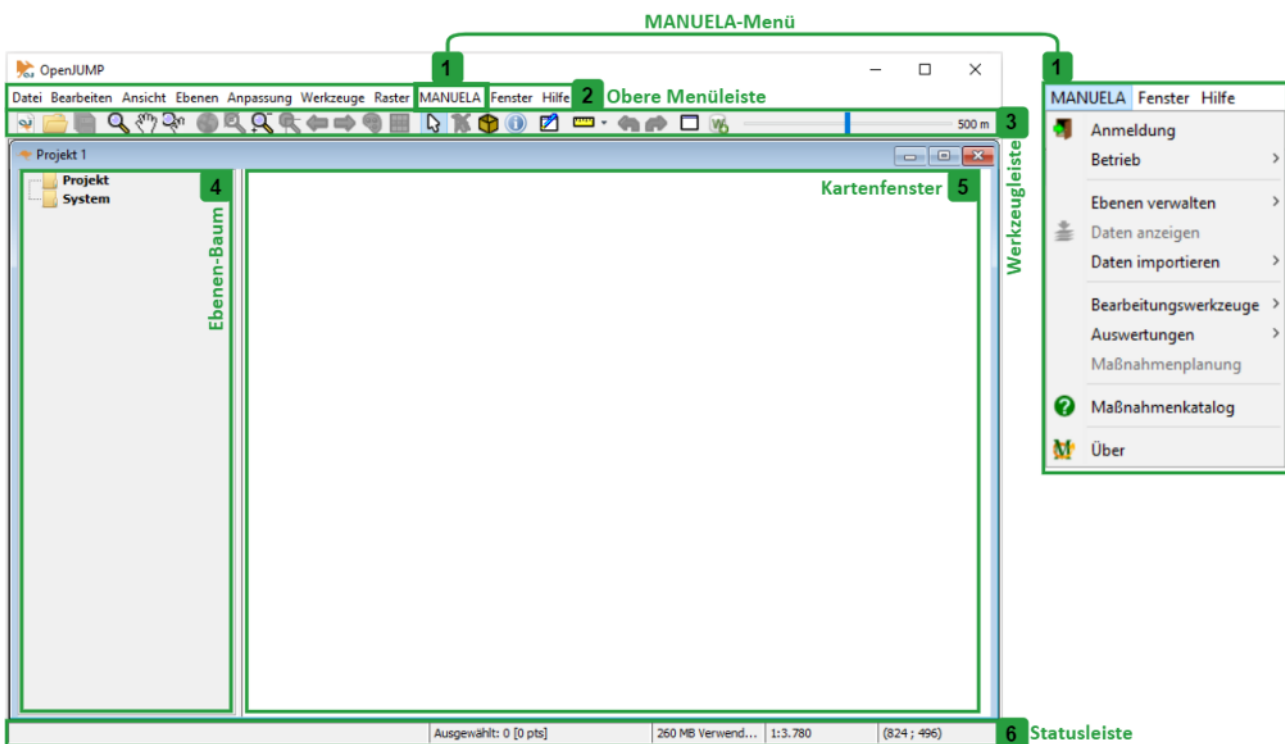 MANUELA-Menü
OpenJUMP
1
1
Datei Bearbeiten Ansicht Ebenen Anpassung Werkzeuge Raster MANUELA Fenster Hilfe
2 Obere Menüleiste
500 m
3
Werkzeugleiste
Projekt 1
Projekt
System
4
Ebenen-Baum
Kartenfenster 5
MANUELA Fenster Hilfe
Anmeldung
Betrieb
Ebenen verwalten
Daten anzeigen
Daten importieren
Bearbeitungswerkzeuge
Auswertungen
Maßnahmenplanung
Maßnahmenkatalog
Über
Ausgewählt: 0 [0 pts]
260 MB Verwend...
1:3.780
(824 ; 496)
6 Statusleiste